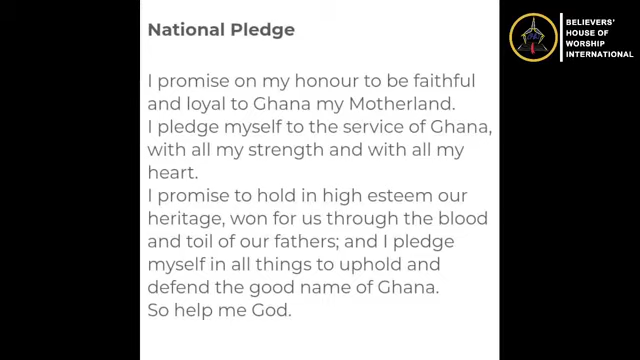 National Pledge
I promise on my honour to be faithful
and loyal to Ghana my Motherland.
I pledge myself to the service of Ghana,
with all my strength and with all my
heart.
I promise to hold in high esteem our
heritage, won for us through the blood
and toil of our fathers; and I pledge
myself in all things to uphold and
defend the good name of Ghana.
So help me God.
BELIEVERS'
HOUSE OF
WORSHIP
INTERNATIONAL